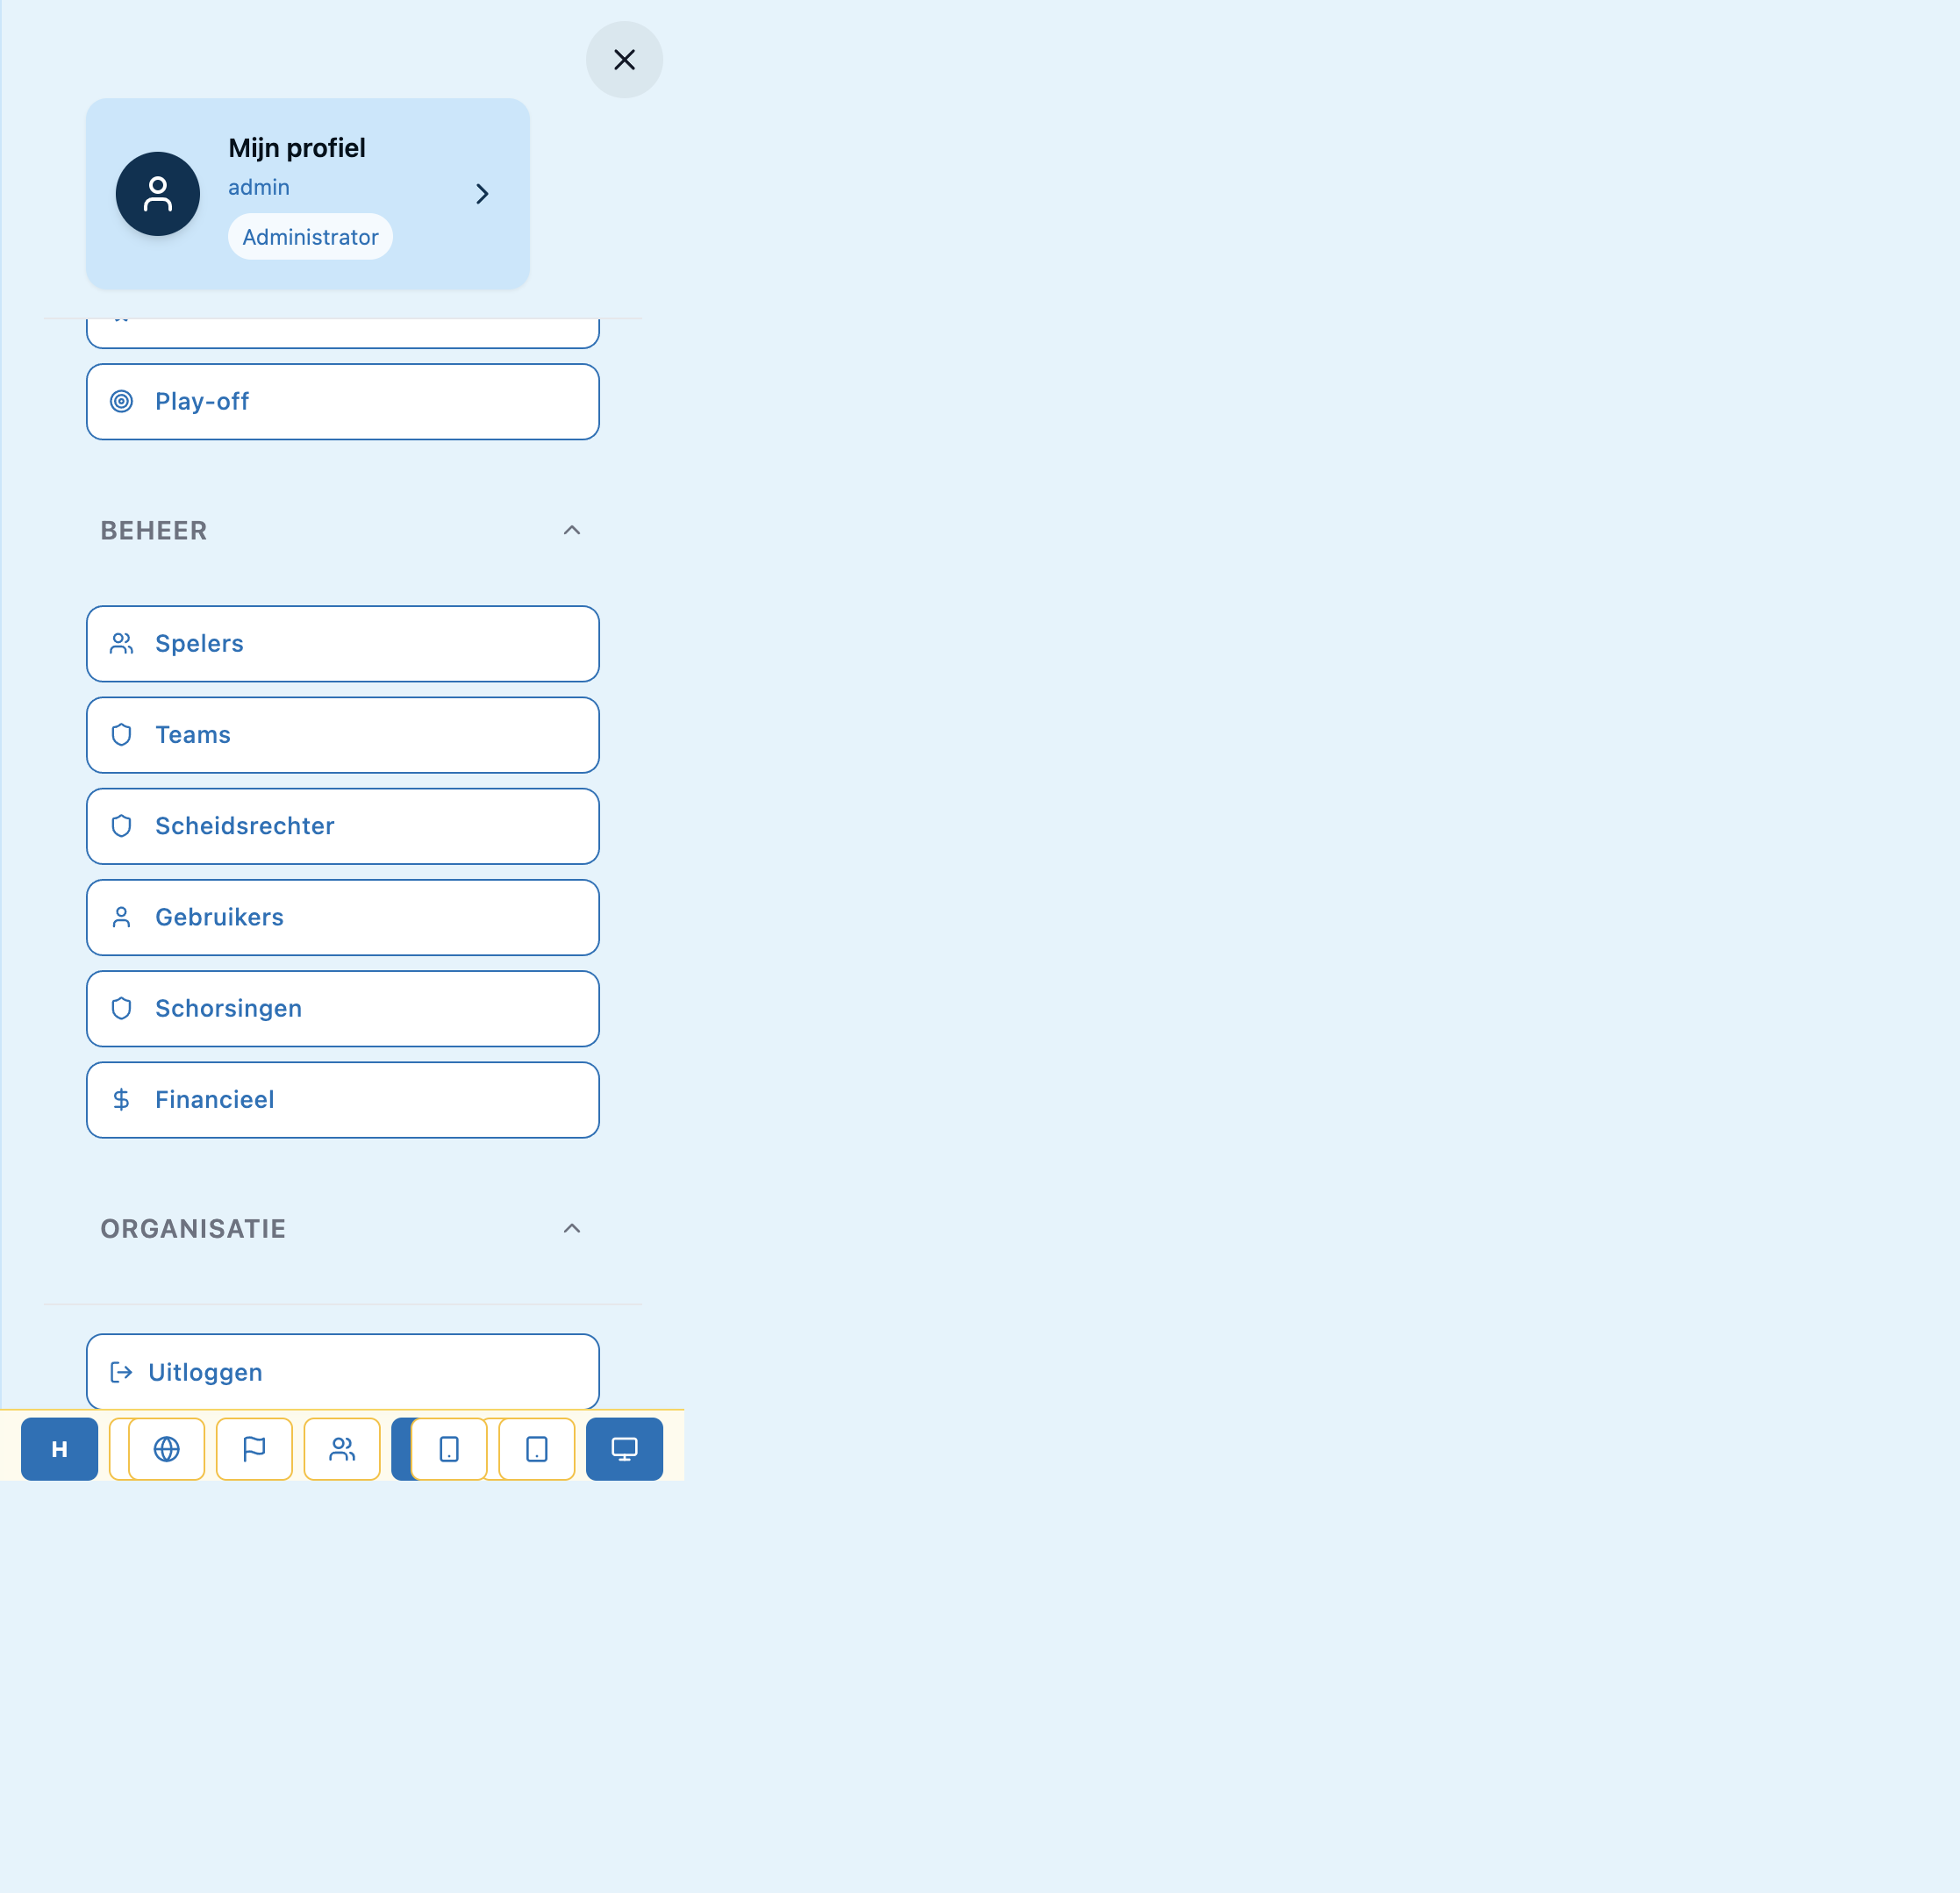 Mijn profiel
admin
Administrator
Play-off
BEHEER
Spelers
Teams
Scheidsrechter
Gebruikers
Schorsingen
Financieel
ORGANISATIE
Uitloggen
H